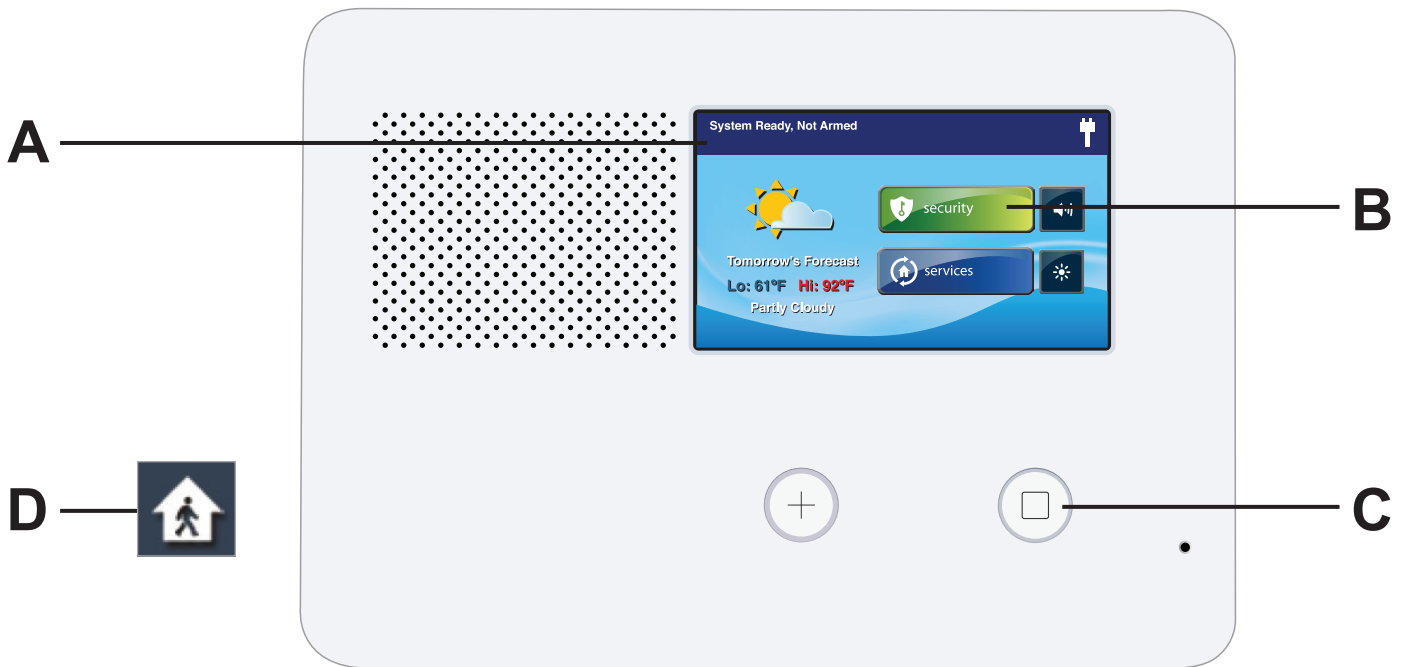 A
System Ready, Not Armed
security
B
Tomorrow's Forecast
services
Lo: 61°F Hi: 92°F
Partly Cloudy
D
C